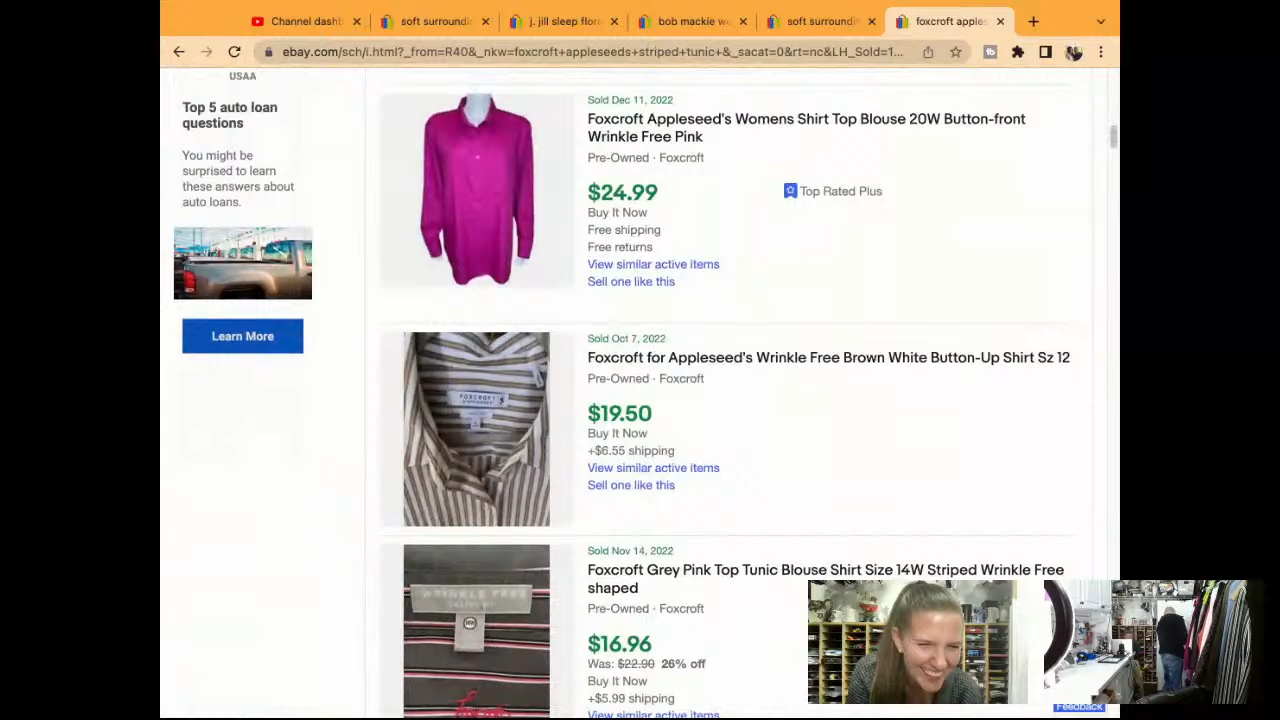 Channel dashb
soft surroundi
j. jill sleep flore
bob mackie w
soft surroundi
foxcroft apples
ebay.com/sch/i.html?_from=R40&_nkw=foxcroft+appleseeds+striped+tunic+&_sacat=0&rt=nc&LH_Sold=1...
USAA
Top 5 auto loan
questions
You might be
surprised to learn
these answers about
auto loans.
Learn More
Sold Dec 11, 2022
Foxcroft Appleseed's Womens Shirt Top Blouse 20W Button-front
Wrinkle Free Pink
Pre-Owned · Foxcroft
$24.99
Top Rated Plus
Buy It Now
Free shipping
Free returns
View similar active items
Sell one like this
Sold Oct 7, 2022
Foxcroft for Appleseed's Wrinkle Free Brown White Button-Up Shirt Sz 12
Pre-Owned · Foxcroft
$19.50
Buy It Now
+$6.55 shipping
View similar active items
Sell one like this
FOXCROFT
Sold Nov 14, 2022
Foxcroft Grey Pink Top Tunic Blouse Shirt Size 14W Striped Wrinkle Free
shaped
Pre-Owned · Foxcroft
$16.96
Was: $22.90 26% off
Buy It Now
+$5.99 shipping
View similar active items
WRINKLE FREE
Feedback